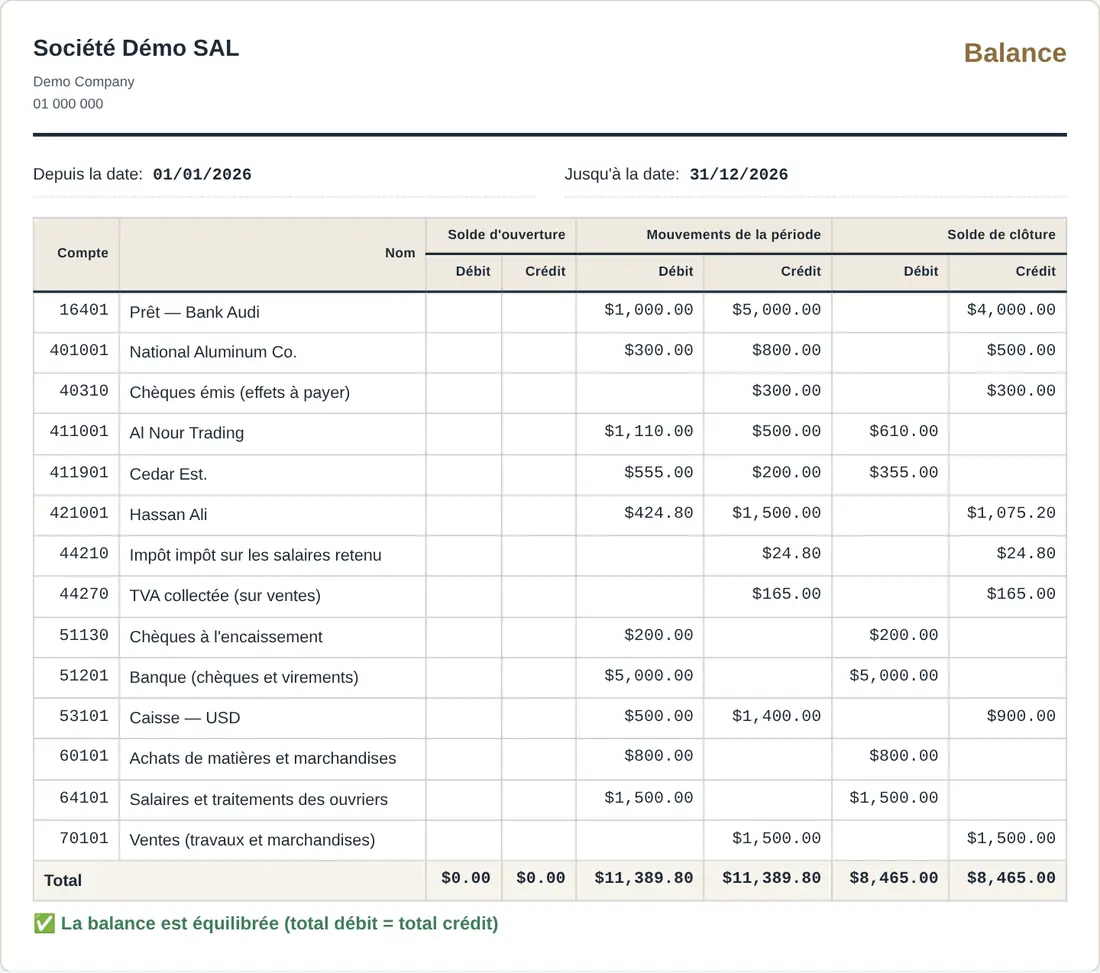 Société Démo SAL
Balance
Demo Company
01 000 000
Depuis la date: 01/01/2026
Jusqu'à la date: 31/12/2026
Compte Nom Solde d'ouverture Mouvements de la période Solde de clôture
Débit Crédit Débit Crédit Débit Crédit
16401 Prêt — Bank Audi $1,000.00 $5,000.00 $4,000.00
401001 National Aluminum Co. $300.00 $800.00 $500.00
40310 Chèques émis (effets à payer) $300.00 $300.00
411001 Al Nour Trading $1,110.00 $500.00 $610.00
411901 Cedar Est. $555.00 $200.00 $355.00
421001 Hassan Ali $424.80 $1,500.00 $1,075.20
44210 Impôt impôt sur les salaires retenu $24.80 $24.80
44270 TVA collectée (sur ventes) $165.00 $165.00
51130 Chèques à l'encaissement $200.00 $200.00
51201 Banque (chèques et virements) $5,000.00 $5,000.00
53101 Caisse — USD $500.00 $1,400.00 $900.00
60101 Achats de matières et marchandises $800.00 $800.00
64101 Salaires et traitements des ouvriers $1,500.00 $1,500.00
70101 Ventes (travaux et marchandises) $1,500.00 $1,500.00
Total $0.00 $0.00 $11,389.80 $11,389.80 $8,465.00 $8,465.00
✅ La balance est équilibrée (total débit = total crédit)